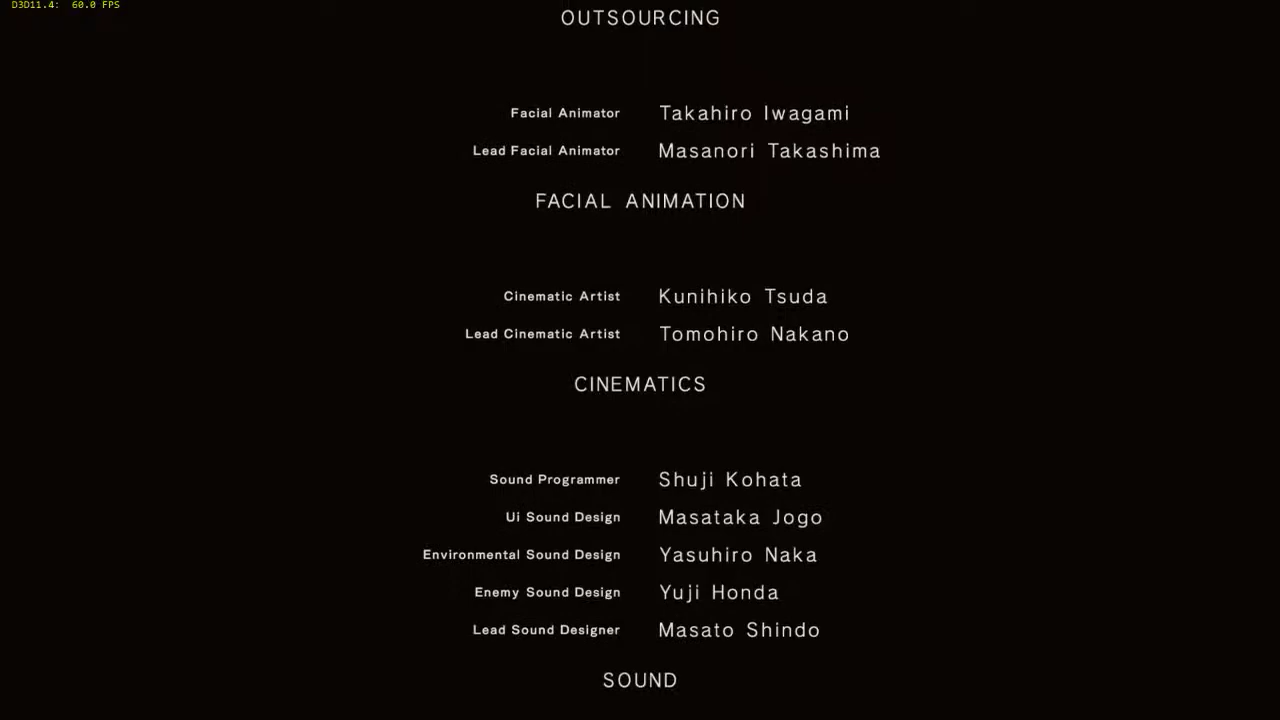 D3D11.4: 60.0 FPS
OUTSOURCING
Facial Animator Takahiro Iwagami
Lead Facial Animator Masanori Takashima
FACIAL ANIMATION
Cinematic Artist Kunihiko Tsuda
Lead Cinematic Artist Tomohiro Nakano
CINEMATICS
Sound Programmer Shuji Kohata
Ui Sound Design Masataka Jogo
Environmental Sound Design Yasuhiro Naka
Enemy Sound Design Yuji Honda
Lead Sound Designer Masato Shindo
SOUND